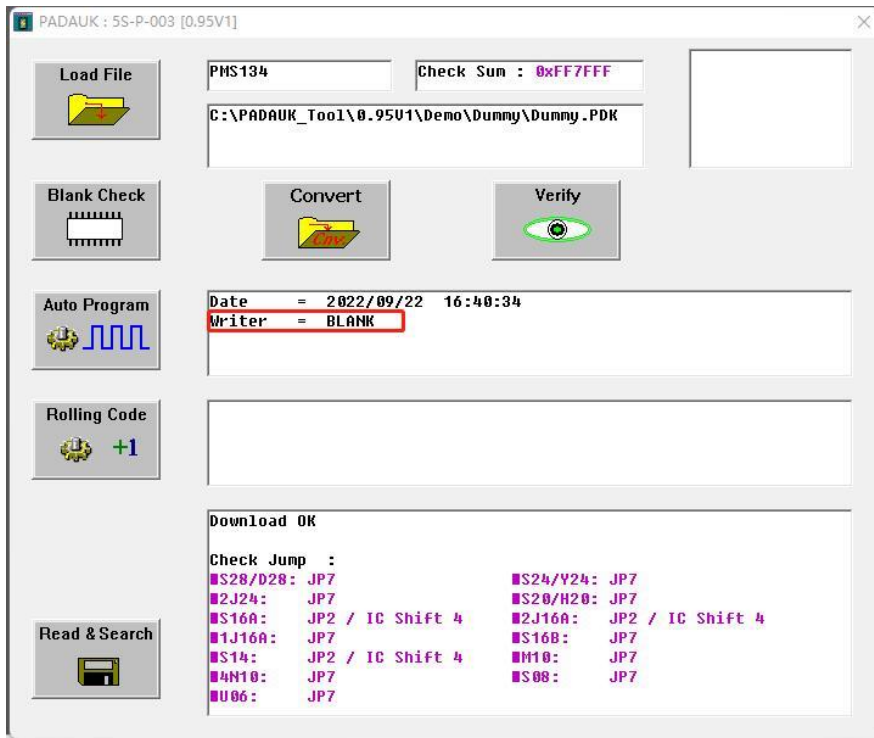 PADAUK : 5S-P-003 [0.95V1]
Load File
PMS134
Check Sum : 0xFF7FFF
C:\PADAUK_Tool\0.95V1\Demo\Dummy\Dummy.PDK
Blank Check
Convert
Cnv.
Verify
Auto Program
Date = 2022/09/22 16:40:34
Writer = BLANK
Rolling Code
+1
Download OK
Check Jump :
■S28/D28: JP7 ■S24/Y24: JP7
■2J24: JP7 ■S20/H20: JP7
■S16A: JP2 / IC Shift 4 ■2J16A: JP2 / IC Shift 4
■1J16A: JP7 ■S16B: JP7
■S14: JP2 / IC Shift 4 ■M10: JP7
■4N10: JP7 ■S08: JP7
■U06: JP7
Read & Search